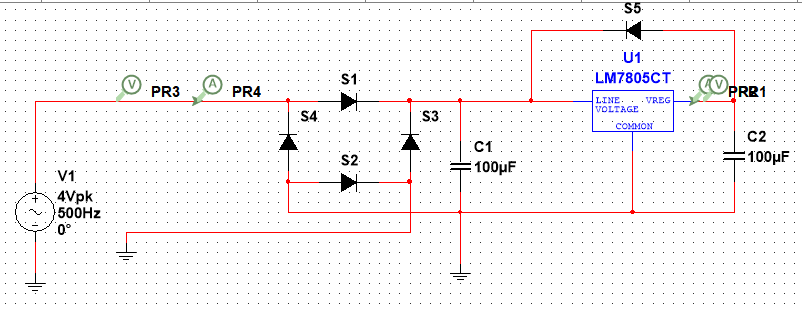 S5
U1
LM7805CT
V
PR3
A
PR4
S1
A
V
S4
S3
LINE
VREG
VOLTAGE
COMMON
C1
100µF
C2
100µF
S2
V1
4Vpk
500Hz
0°